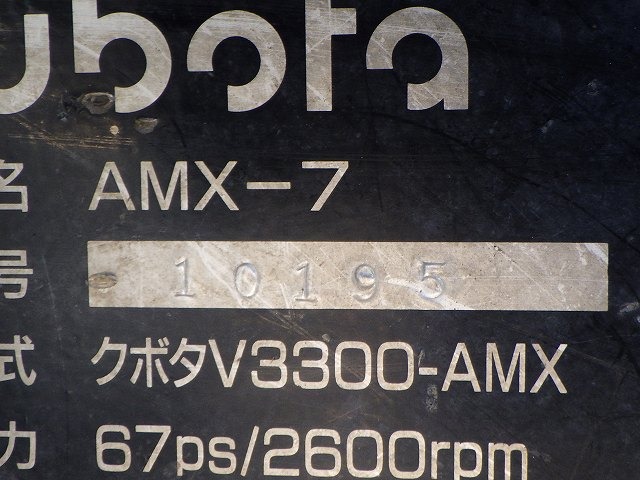 ubota
名 AMX-7
号 10195
式 クボタV3300-AMX
力 67ps/2600rpm